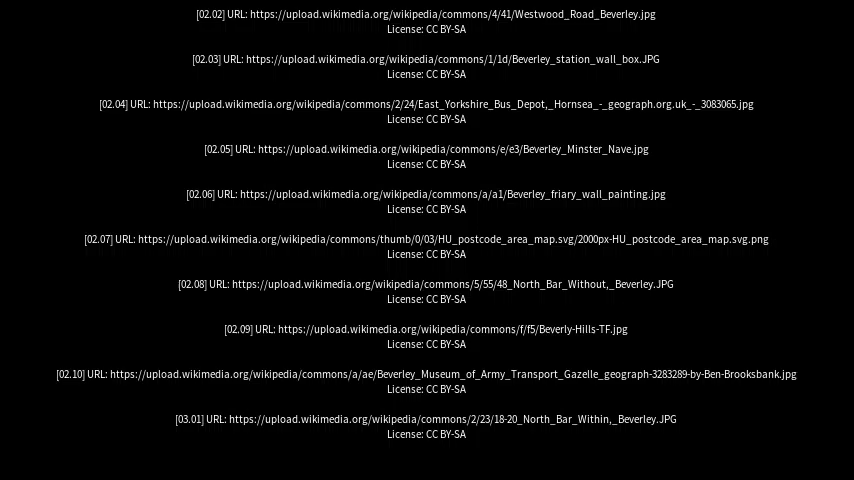 [02.02] URL: https://upload.wikimedia.org/wikipedia/commons/4/41/Westwood_Road_Beverley.jpg
License: CC BY-SA
[02.03] URL: https://upload.wikimedia.org/wikipedia/commons/1/1d/Beverley_station_wall_box.JPG
License: CC BY-SA
[02.04] URL: https://upload.wikimedia.org/wikipedia/commons/2/24/East_Yorkshire_Bus_Depot,_Hornsea_-_geograph.org.uk_-_3083065.jpg
License: CC BY-SA
[02.05] URL: https://upload.wikimedia.org/wikipedia/commons/e/e3/Beverley_Minster_Nave.jpg
License: CC BY-SA
[02.06] URL: https://upload.wikimedia.org/wikipedia/commons/a/a1/Beverley_friary_wall_painting.jpg
License: CC BY-SA
[02.07] URL: https://upload.wikimedia.org/wikipedia/commons/thumb/0/03/HU_postcode_area_map.svg/2000px-HU_postcode_area_map.svg.png
License: CC BY-SA
[02.08] URL: https://upload.wikimedia.org/wikipedia/commons/5/55/48_North_Bar_Without,_Beverley.JPG
License: CC BY-SA
[02.09] URL: https://upload.wikimedia.org/wikipedia/commons/f/f5/Beverly-Hills-TF.jpg
License: CC BY-SA
[02.10] URL: https://upload.wikimedia.org/wikipedia/commons/a/ae/Beverley_Museum_of_Army_Transport_Gazelle_geograph-3283289-by-Ben-Brooksbank.jpg
License: CC BY-SA
[03.01] URL: https://upload.wikimedia.org/wikipedia/commons/2/23/18-20_North_Bar_Within,_Beverley.JPG
License: CC BY-SA